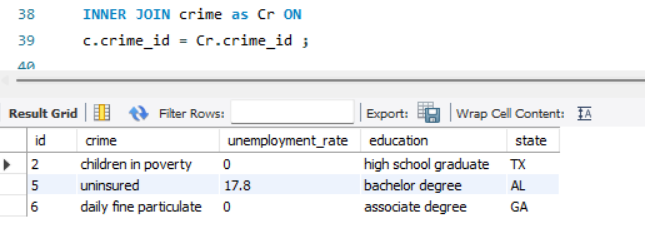 38 INNER JOIN crime as Cr ON
39 c.crime_id = Cr.crime_id ;
40
Result Grid Filter Rows: Export: Wrap Cell Content:
id crime unemployment_rate education state
2 children in poverty 0 high school graduate TX
5 uninsured 17.8 bachelor degree AL
6 daily fine particulate 0 associate degree GA